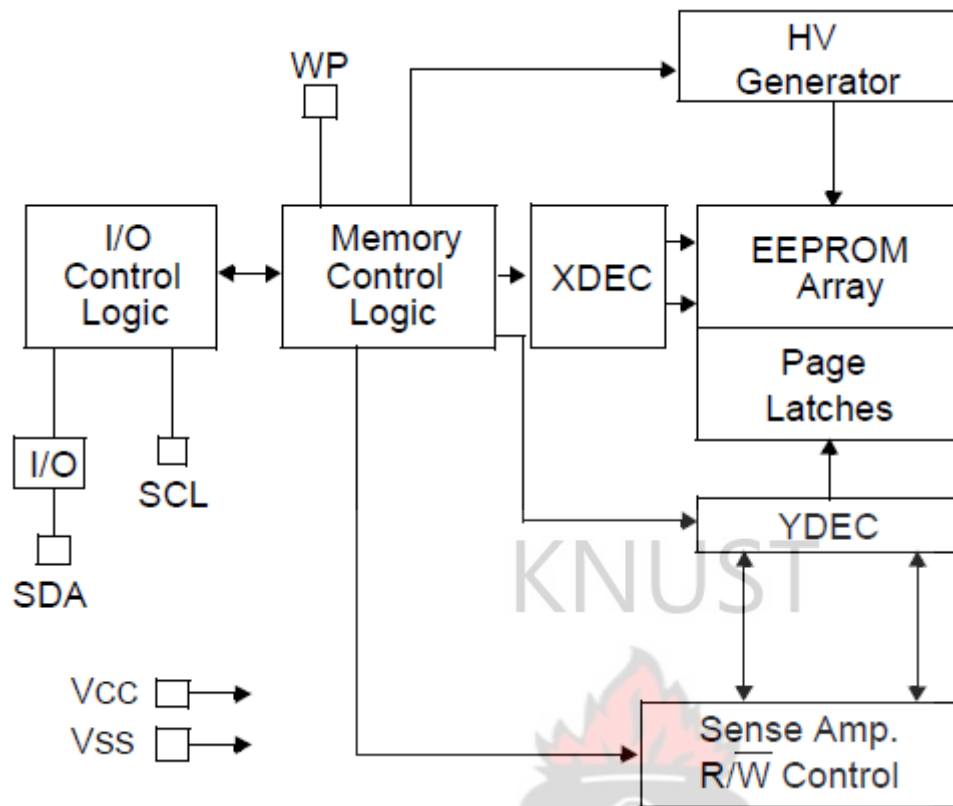 HV
Generator
WP
I/O
Control
Logic
Memory
Control
Logic
XDEC
EEPROM
Array
Page
Latches
I/O
SCL
SDA
YDEC
KNUST
VCC
VSS
Sense Amp.
R/W̅ Control